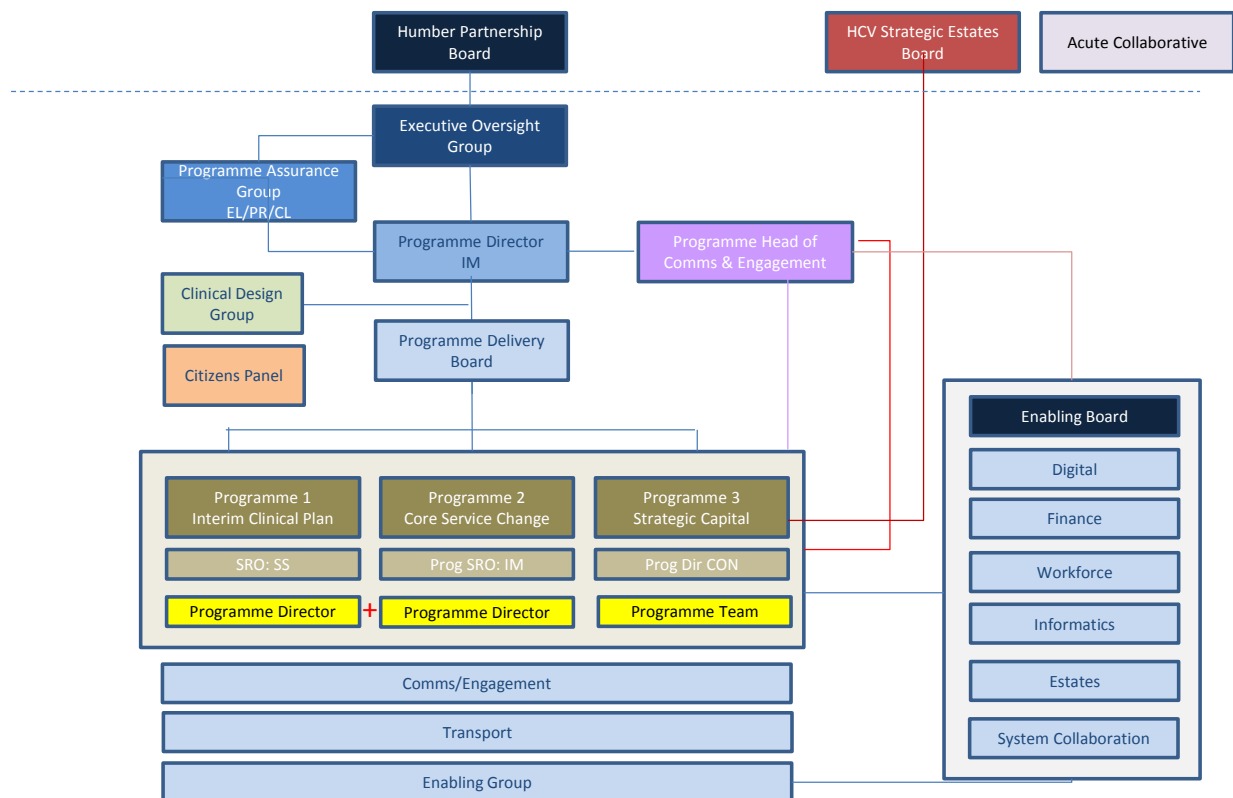 Humber Partnership
Board
HCV Strategic Estates
Board
Acute Collaborative
Executive Oversight
Group
Programme Assurance
Group
EL/PR/CL
Programme Director
IM
Programme Head of
Comms & Engagement
Clinical Design
Group
Programme Delivery
Board
Citizens Panel
Programme 1
Interim Clinical Plan
Programme 2
Core Service Change
Programme 3
Strategic Capital
SRO: SS
Prog SRO: IM
Prog Dir CON
Programme Director
+
Programme Director
Programme Team
Comms/Engagement
Transport
Enabling Group
Enabling Board
Digital
Finance
Workforce
Informatics
Estates
System Collaboration